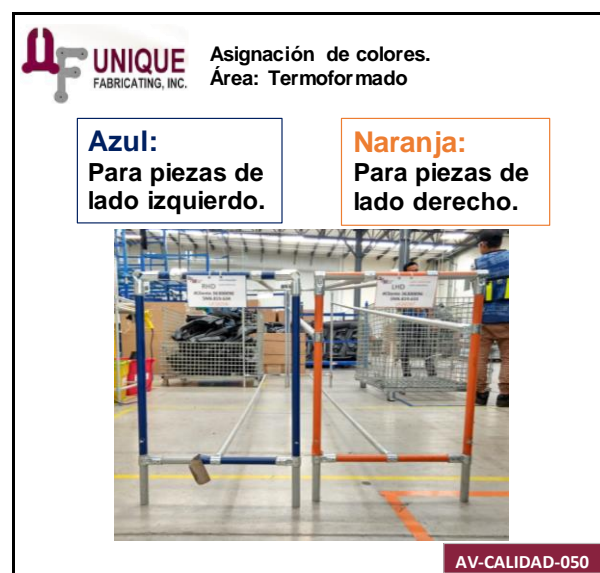 UNIQUE
FABRICATING, INC.
Asignación de colores.
Área: Termoformado
Azul:
Para piezas de
lado izquierdo.
Naranja:
Para piezas de
lado derecho.
RHD
LHD
AV-CALIDAD-050